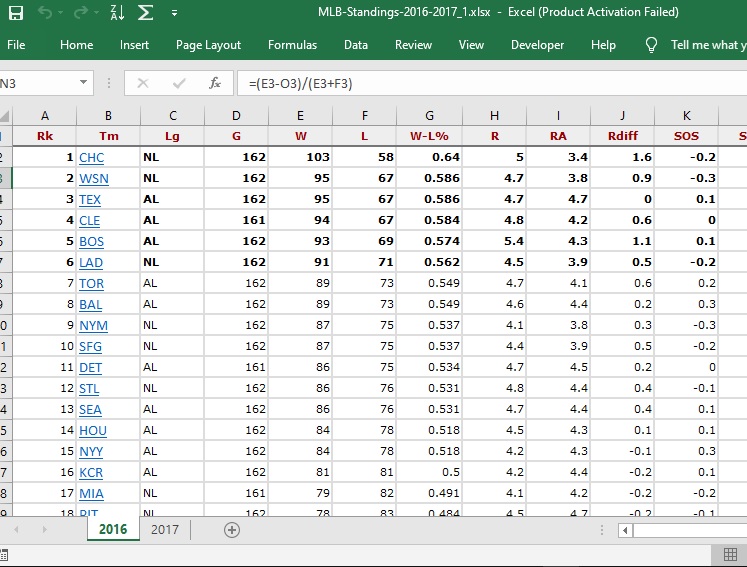 MLB-Standings-2016-2017_1.xlsx - Excel (Product Activation Failed)
File Home Insert Page Layout Formulas Data Review View Developer Help Tell me what y
N3 fx =(E3-O3)/(E3+F3)
A B C D E F G H I J K
1 Rk Tm Lg G W L W-L% R RA Rdiff SOS S
2 1 CHC NL 162 103 58 0.64 5 3.4 1.6 -0.2
3 2 WSN NL 162 95 67 0.586 4.7 3.8 0.9 -0.3
3 TEX AL 162 95 67 0.586 4.7 4.7 0 0.1
4 CLE AL 161 94 67 0.584 4.8 4.2 0.6 0
5 BOS AL 162 93 69 0.574 5.4 4.3 1.1 0.1
7 6 LAD NL 162 91 71 0.562 4.5 3.9 0.5 -0.2
8 7 TOR AL 162 89 73 0.549 4.7 4.1 0.6 0.2
9 8 BAL AL 162 89 73 0.549 4.6 4.4 0.2 0.3
0 9 NYM NL 162 87 75 0.537 4.1 3.8 0.3 -0.3
1 10 SFG NL 162 87 75 0.537 4.4 3.9 0.5 -0.2
2 11 DET AL 161 86 75 0.534 4.7 4.5 0.2 0
3 12 STL NL 162 86 76 0.531 4.8 4.4 0.4 -0.1
4 13 SEA AL 162 86 76 0.531 4.7 4.4 0.4 0.1
5 14 HOU AL 162 84 78 0.518 4.5 4.3 0.1 0.1
6 15 NYY AL 162 84 78 0.518 4.2 4.3 -0.1 0.3
7 16 KCR AL 162 81 81 0.5 4.2 4.4 -0.2 0.1
8 17 MIA NL 161 79 82 0.491 4.1 4.2 -0.2 -0.2
9 18 PIT NL 162 78 83 0.484 4.5 4.7 -0.2 -0.1
2016 2017